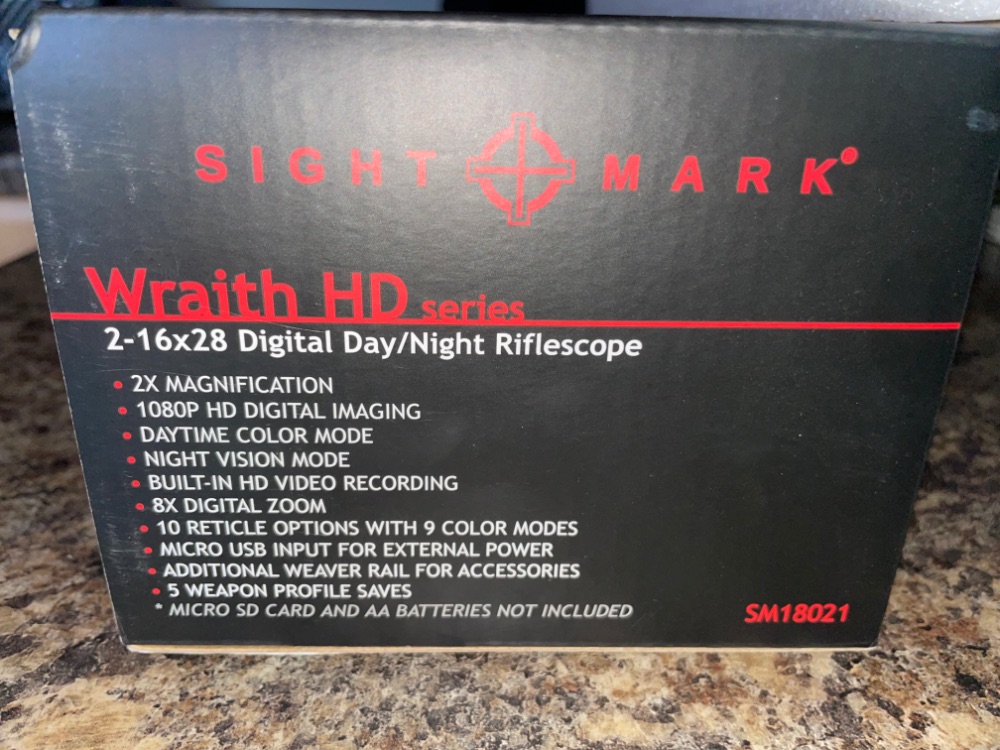 SIGHTMARK
Wraith HD series
2-16x28 Digital Day/Night Riflescope
• 2X MAGNIFICATION
• 1080P HD DIGITAL IMAGING
• DAYTIME COLOR MODE
• NIGHT VISION MODE
• BUILT-IN HD VIDEO RECORDING
• 8X DIGITAL ZOOM
• 10 RETICLE OPTIONS WITH 9 COLOR MODES
• MICRO USB INPUT FOR EXTERNAL POWER
• ADDITIONAL WEAVER RAIL FOR ACCESSORIES
• 5 WEAPON PROFILE SAVES
* MICRO SD CARD AND AA BATTERIES NOT INCLUDED
SM18021